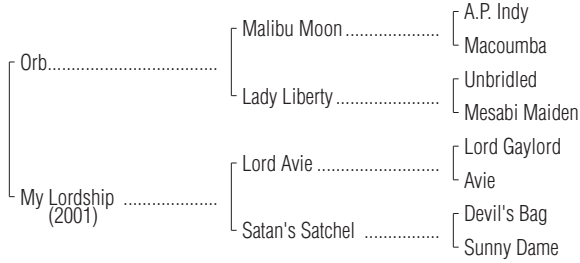 A.P. Indy
Malibu Moon ....................
Macoumba
Orb..................................
Unbridled
Lady Liberty ......................
Mesabi Maiden
Lord Gaylord
Lord Avie ..........................
Avie
My Lordship ...................
(2001)
Devil's Bag
Satan's Satchel ................
Sunny Dame